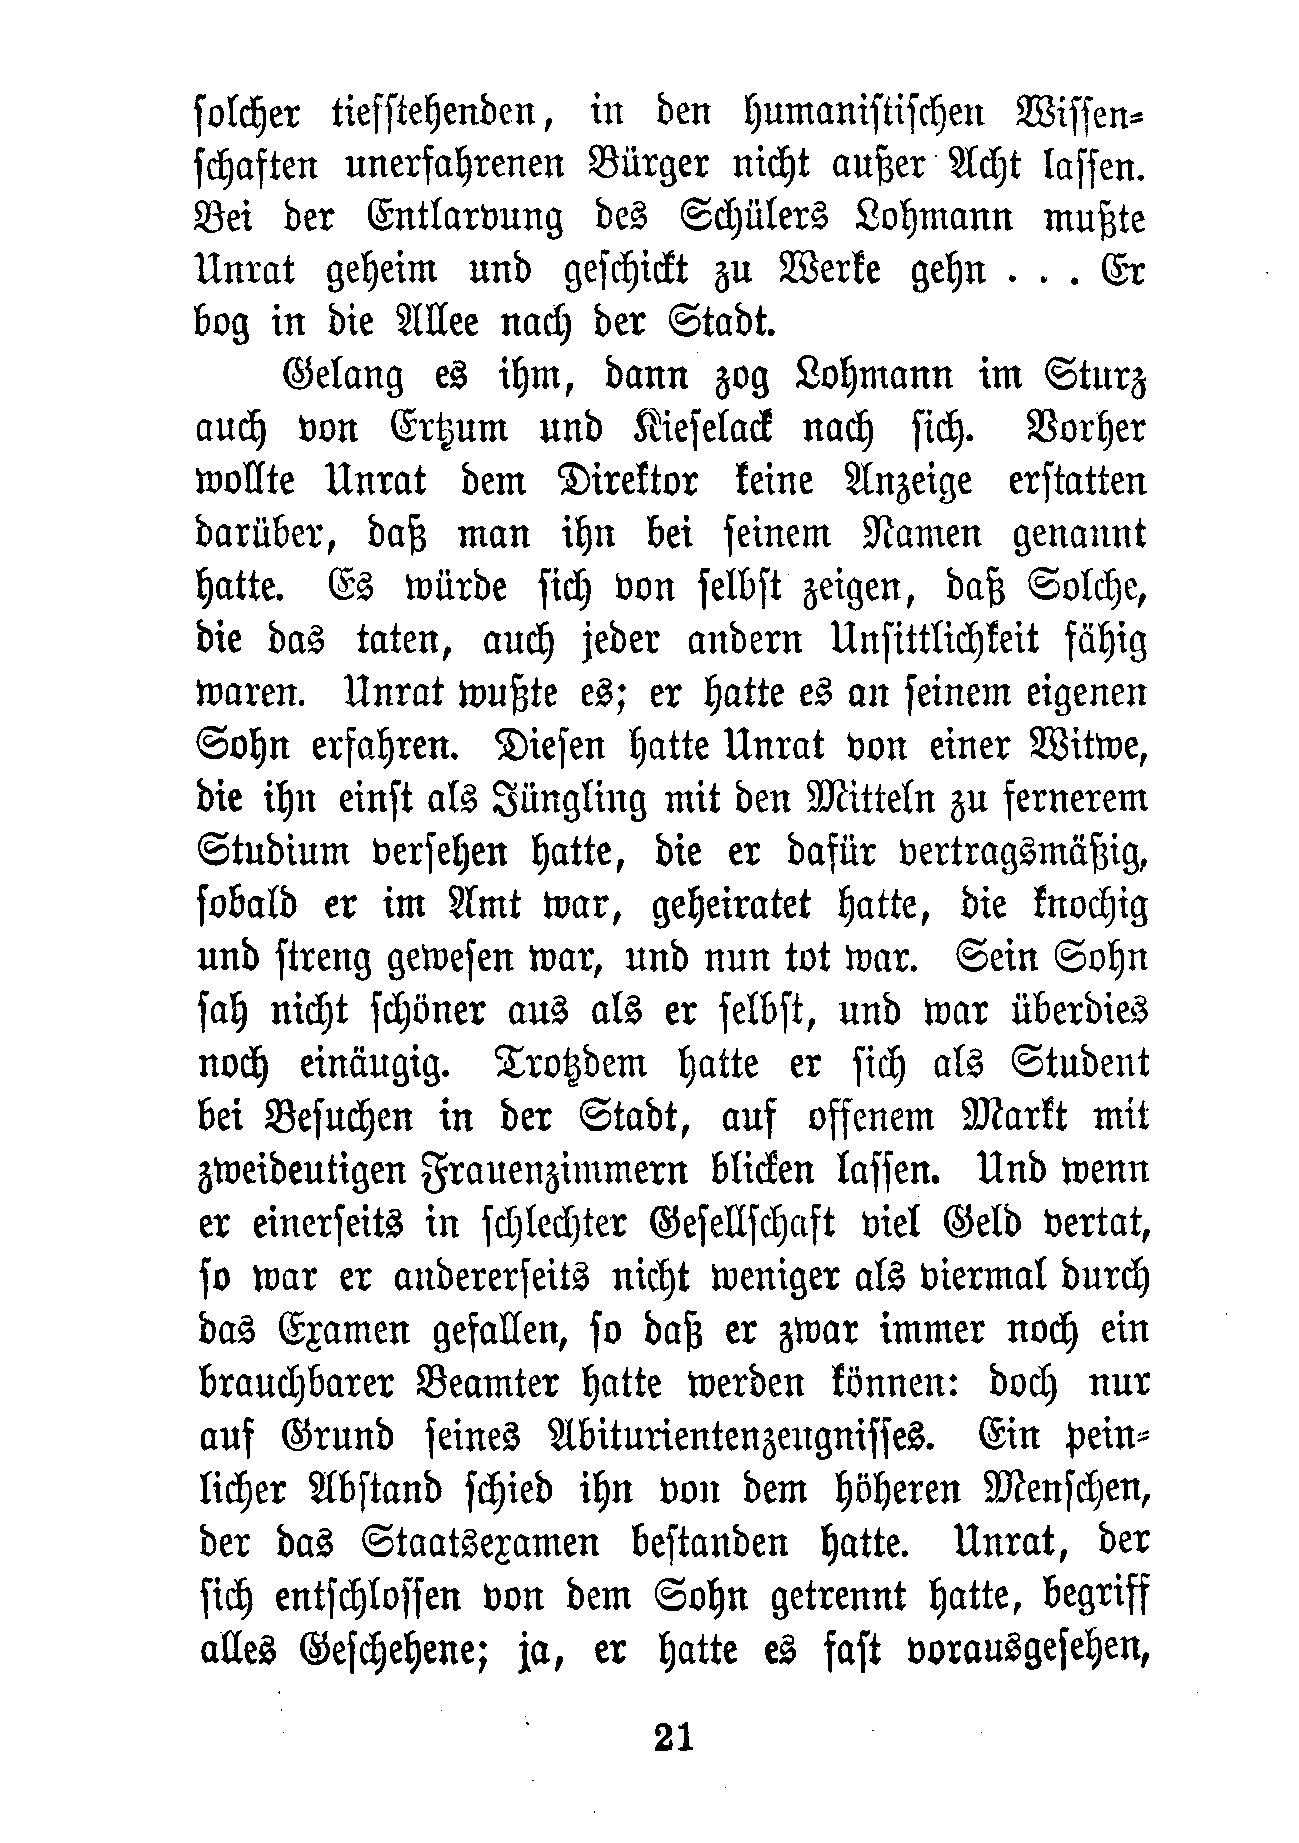 solcher tiefstehenden, in den humanistischen Wissen-
schaften unerfahrenen Bürger nicht außer Acht lassen.
Bei der Entlarvung des Schülers Lohmann mußte
Unrat geheim und geschickt zu Werke gehn . . . Er
bog in die Allee nach der Stadt.
Gelang es ihm, dann zog Lohmann im Sturz
auch von Ertzum und Kieselack nach sich. Vorher
wollte Unrat dem Direktor keine Anzeige erstatten
darüber, daß man ihn bei seinem Namen genannt
hatte. Es würde sich von selbst zeigen, daß Solche,
die das taten, auch jeder andern Unsittlichkeit fähig
waren. Unrat wußte es; er hatte es an seinem eigenen
Sohn erfahren. Diesen hatte Unrat von einer Witwe,
die ihn einst als Jüngling mit den Mitteln zu fernerem
Studium versehen hatte, die er dafür vertragsmäßig,
sobald er im Amt war, geheiratet hatte, die knochig
und streng gewesen war, und nun tot war. Sein Sohn
sah nicht schöner aus als er selbst, und war überdies
noch einäugig. Trotzdem hatte er sich als Student
bei Besuchen in der Stadt, auf offenem Markt mit
zweideutigen Frauenzimmern blicken lassen. Und wenn
er einerseits in schlechter Gesellschaft viel Geld vertat,
so war er andererseits nicht weniger als viermal durch
das Examen gefallen, so daß er zwar immer noch ein
brauchbarer Beamter hatte werden können: doch nur
auf Grund seines Abiturientenzeugnisses. Ein pein-
licher Abstand schied ihn von dem höheren Menschen,
der das Staatsexamen bestanden hatte. Unrat, der
sich entschlossen von dem Sohn getrennt hatte, begriff
alles Geschehene; ja, er hatte es fast vorausgesehen,
21